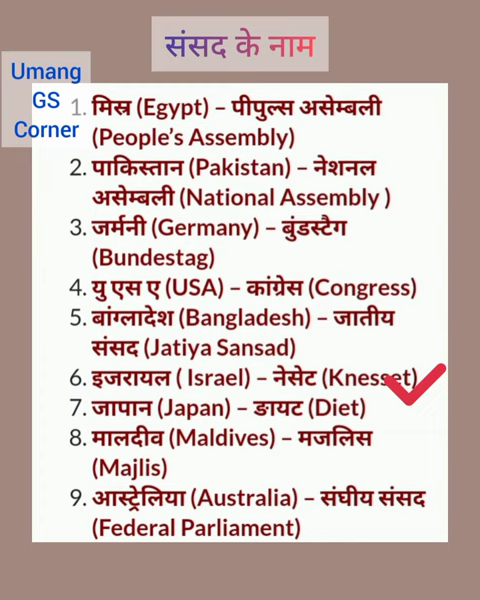 संसद के नाम
Umang
GS
Corner
1. मिस्र (Egypt) – पीपुल्स असेम्बली
(People’s Assembly)
2. पाकिस्तान (Pakistan) – नेशनल
असेम्बली (National Assembly )
3. जर्मनी (Germany) – बुंडस्टैग
(Bundestag)
4. यु एस ए (USA) – कांग्रेस (Congress)
5. बांग्लादेश (Bangladesh) – जातीय
संसद (Jatiya Sansad)
6. इजरायल ( Israel) – नेसेट (Knesset)
7. जापान (Japan) – डायट (Diet)
8. मालदीव (Maldives) – मजलिस
(Majlis)
9. आस्ट्रेलिया (Australia) – संघीय संसद
(Federal Parliament)